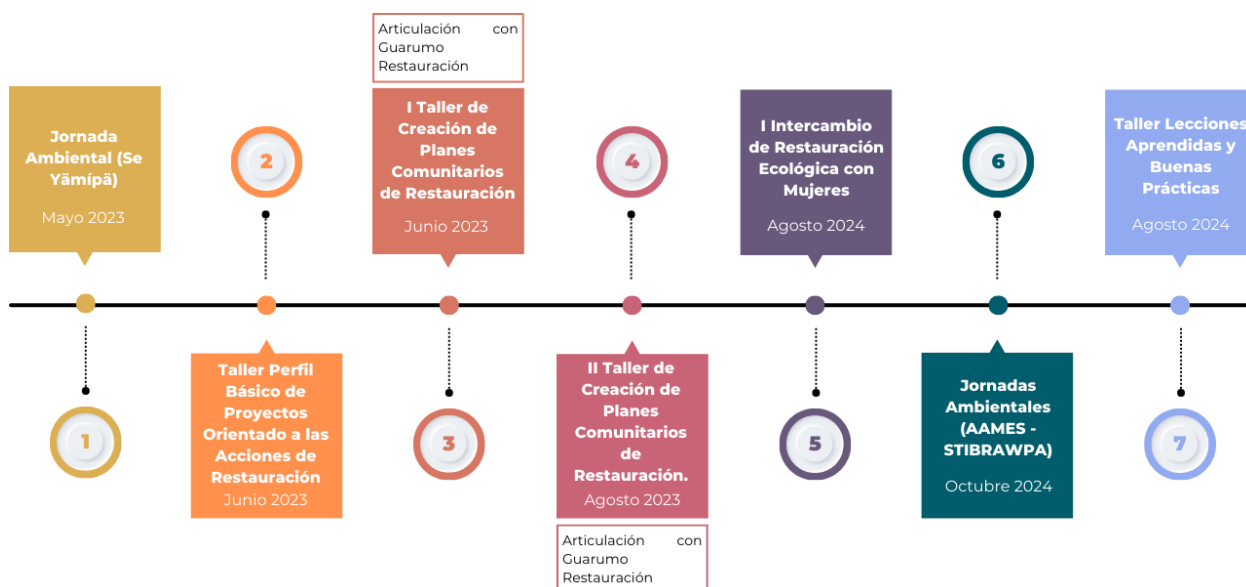 Articulación con
Guarumo
Restauración
Jornada
Ambiental (Se
Yämípä)
Mayo 2023
2
I Taller de
Creación de
Planes
Comunitarios
de Restauración
Junio 2023
4
I Intercambio
de Restauración
Ecológica con
Mujeres
Agosto 2024
6
Taller Lecciones
Aprendidas y
Buenas
Prácticas
Agosto 2024
1
Taller Perfil
Básico de
Proyectos
Orientado a las
Acciones de
Restauración
Junio 2023
3
II Taller de
Creación de
Planes
Comunitarios
de
Restauración.
Agosto 2023
Articulación con
Guarumo
Restauración
5
Jornadas
Ambientales
(AAMES -
STIBRAWPA)
Octubre 2024
7